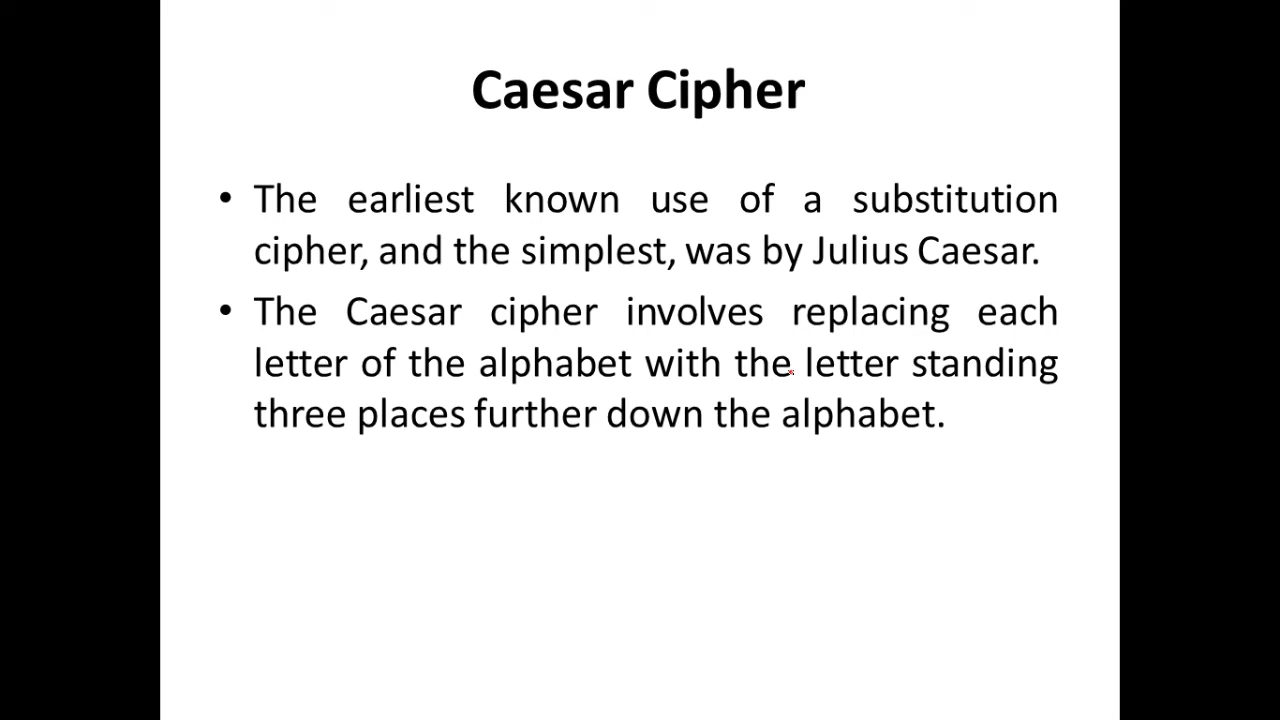 Caesar Cipher
• The earliest known use of a substitution
cipher, and the simplest, was by Julius Caesar.
• The Caesar cipher involves replacing each
letter of the alphabet with the letter standing
three places further down the alphabet.